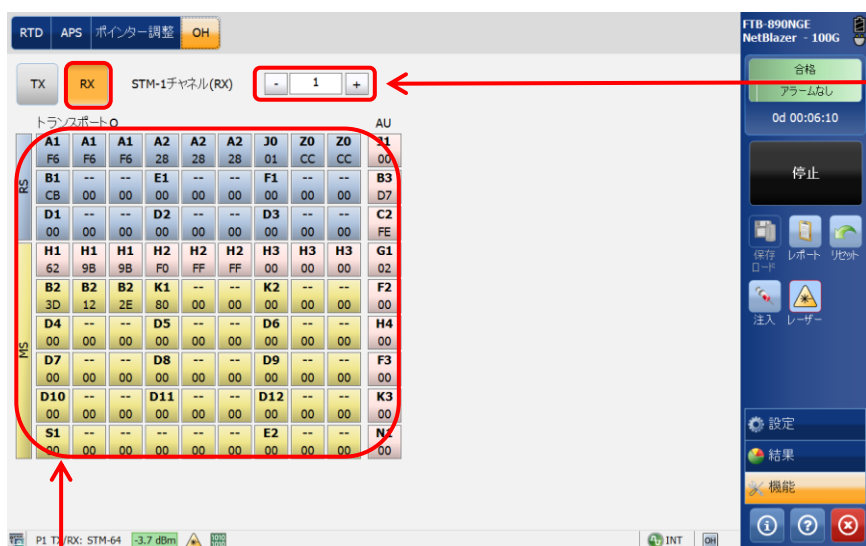 RTD APS ポインター調整 OH
TX RX STM-1チャネル(RX) - 1 +
トランスポートO AU
RS
A1 A1 A1 A2 A2 A2 J0 Z0 Z0 J1
F6 F6 F6 28 28 28 01 CC CC 00
B1 -- -- E1 -- -- F1 -- -- B3
CB 00 00 00 00 00 00 00 00 D7
D1 -- -- D2 -- -- D3 -- -- C2
00 00 00 00 00 00 00 00 00 FE
MS
H1 H1 H1 H2 H2 H2 H3 H3 H3 G1
62 9B 9B F0 FF FF 00 00 00 02
B2 B2 B2 K1 -- -- K2 -- -- F2
3D 12 2E 80 00 00 00 00 00 00
D4 -- -- D5 -- -- D6 -- -- H4
00 00 00 00 00 00 00 00 00 00
D7 -- -- D8 -- -- D9 -- -- F3
00 00 00 00 00 00 00 00 00 00
D10 -- -- D11 -- -- D12 -- -- K3
00 00 00 00 00 00 00 00 00 00
S1 -- -- -- -- -- E2 -- -- N1
00 00 00 00 00 00 00 00 00 00
P1 TX/RX: STM-64 -3.7 dBm INT OH
FTB-890NGE
NetBlazer - 100G
合格
アラームなし
0d 00:06:10
停止
保存 レポート リセット
ロード
注入 レーザー
設定
結果
機能